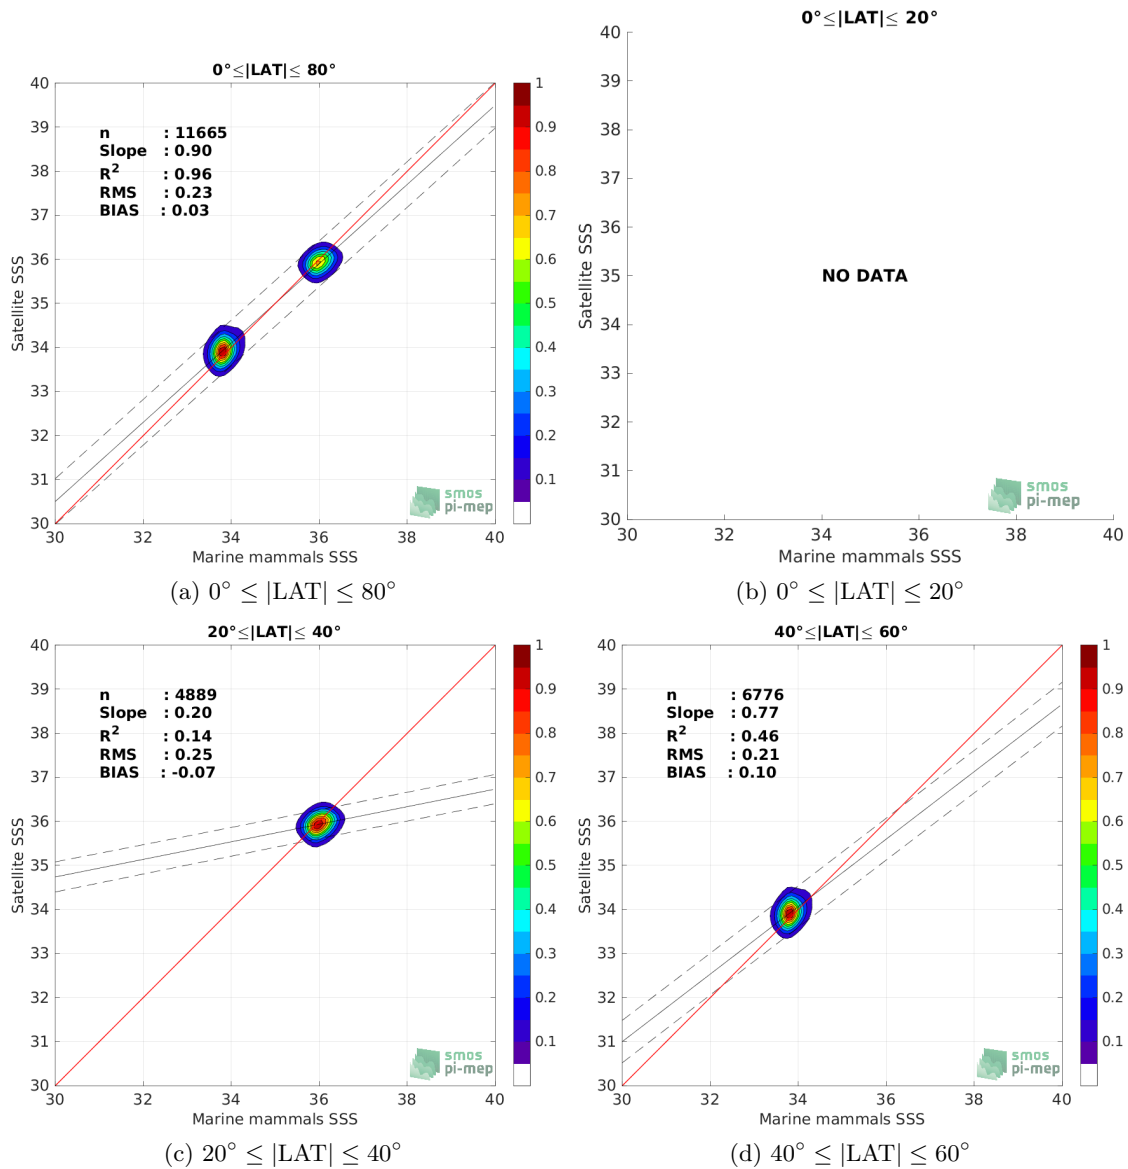 0°≤|LAT|≤ 80°
40
39
38
37
36
35
34
33
32
31
30
n : 11665
Slope : 0.90
R² : 0.96
RMS : 0.23
BIAS : 0.03
Satellite SSS
30 32 34 36 38 40
Marine mammals SSS
smos
pi-mep
1
0.9
0.8
0.7
0.6
0.5
0.4
0.3
0.2
0.1
(a) 0° ≤ |LAT| ≤ 80°
0°≤|LAT|≤ 20°
40
39
38
37
36
35
34
33
32
31
30
NO DATA
Satellite SSS
30 32 34 36 38 40
Marine mammals SSS
smos
pi-mep
(b) 0° ≤ |LAT| ≤ 20°
20°≤|LAT|≤ 40°
40
39
38
37
36
35
34
33
32
31
30
n : 4889
Slope : 0.20
R² : 0.14
RMS : 0.25
BIAS : -0.07
Satellite SSS
30 32 34 36 38 40
Marine mammals SSS
smos
pi-mep
1
0.9
0.8
0.7
0.6
0.5
0.4
0.3
0.2
0.1
(c) 20° ≤ |LAT| ≤ 40°
40°≤|LAT|≤ 60°
40
39
38
37
36
35
34
33
32
31
30
n : 6776
Slope : 0.77
R² : 0.46
RMS : 0.21
BIAS : 0.10
Satellite SSS
30 32 34 36 38 40
Marine mammals SSS
smos
pi-mep
1
0.9
0.8
0.7
0.6
0.5
0.4
0.3
0.2
0.1
(d) 40° ≤ |LAT| ≤ 60°